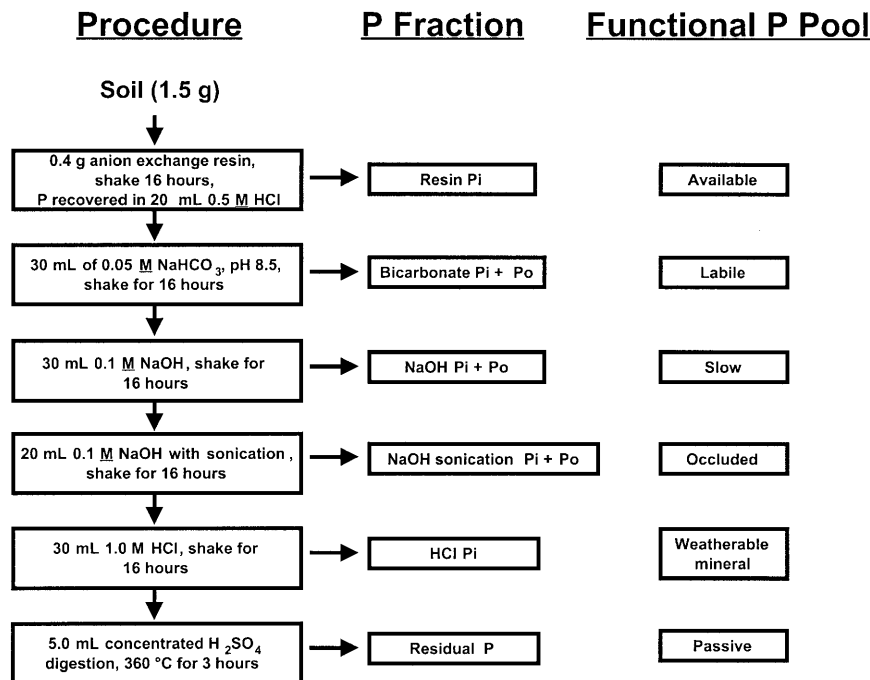 Procedure
P Fraction
Functional P Pool
Soil (1.5 g)
0.4 g anion exchange resin,
shake 16 hours,
P recovered in 20 mL 0.5 M HCl
Resin Pi
Available
30 mL of 0.05 M NaHCO3, pH 8.5,
shake for 16 hours
Bicarbonate Pi + Po
Labile
30 mL 0.1 M NaOH, shake for
16 hours
NaOH Pi + Po
Slow
20 mL 0.1 M NaOH with sonication,
shake for 16 hours
NaOH sonication Pi + Po
Occluded
30 mL 1.0 M HCl, shake for
16 hours
HCl Pi
Weatherable
mineral
5.0 mL concentrated H2SO4
digestion, 360 °C for 3 hours
Residual P
Passive